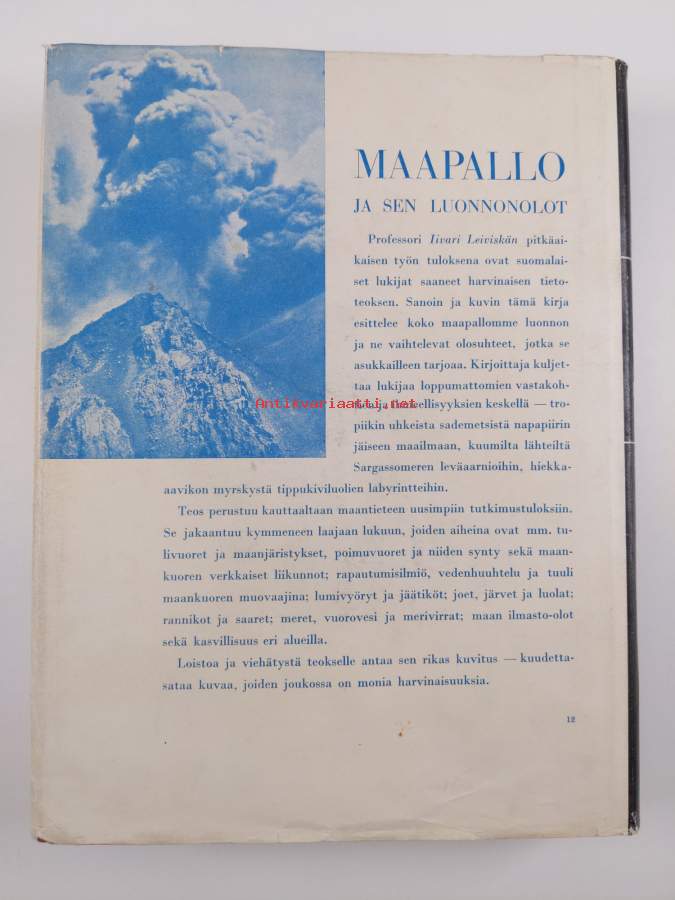 MAAPALLO
JA SEN LUONNONOLOT
Professori Iivari Leiviskän pitkäai-
kaisen työn tuloksena ovat suomalai-
set lukijat saaneet harvinaisen tieto-
teoksen. Sanoin ja kuvin tämä kirja
esittelee koko maapallomme luonnon
ja ne vaihtelevat olosuhteet, jotka se
asukkailleen tarjoaa. Kirjoittaja kuljet-
taa lukijaa loppumattomien vastakoh-
Antikvariaatti.net
keskellä — tro-
piikin uhkeista sademetsistä napapiirin
jäiseen maailmaan, kuumilta lähteiltä
Sargassomeren leväaarnioihin, hiekka-
aavikon myrskystä tippukiviluolien labyrintteihin.
Teos perustuu kauttaaltaan maantieteen uusimpiin tutkimustuloksiin.
Se jakaantuu kymmeneen laajaan lukuun, joiden aiheina ovat mm. tu-
livuoret ja maanjäristykset, poimuvuoret ja niiden synty sekä maan-
kuoren verkkaiset liikunnot; rapautumisilmiö, vedenhuuhtelu ja tuuli
maankuoren muovaajina; lumivyöryt ja jäätiköt; joet, järvet ja luolat;
rannikot ja saaret; meret, vuorovesi ja merivirrat; maan ilmasto-olot
sekä kasvillisuus eri alueilla.
Loistoa ja viehätystä teokselle antaa sen rikas kuvitus — kuudetta-
sataa kuvaa, joiden joukossa on monia harvinaisuuksia.
12